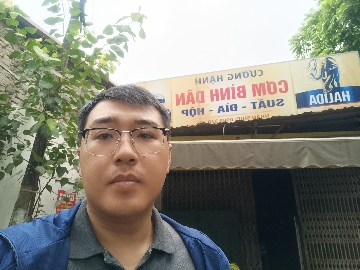 CƯỜNG HẠNH
CƠM BÌNH DÂN
SUẤT - ĐĨA - HỘP
HALIDA